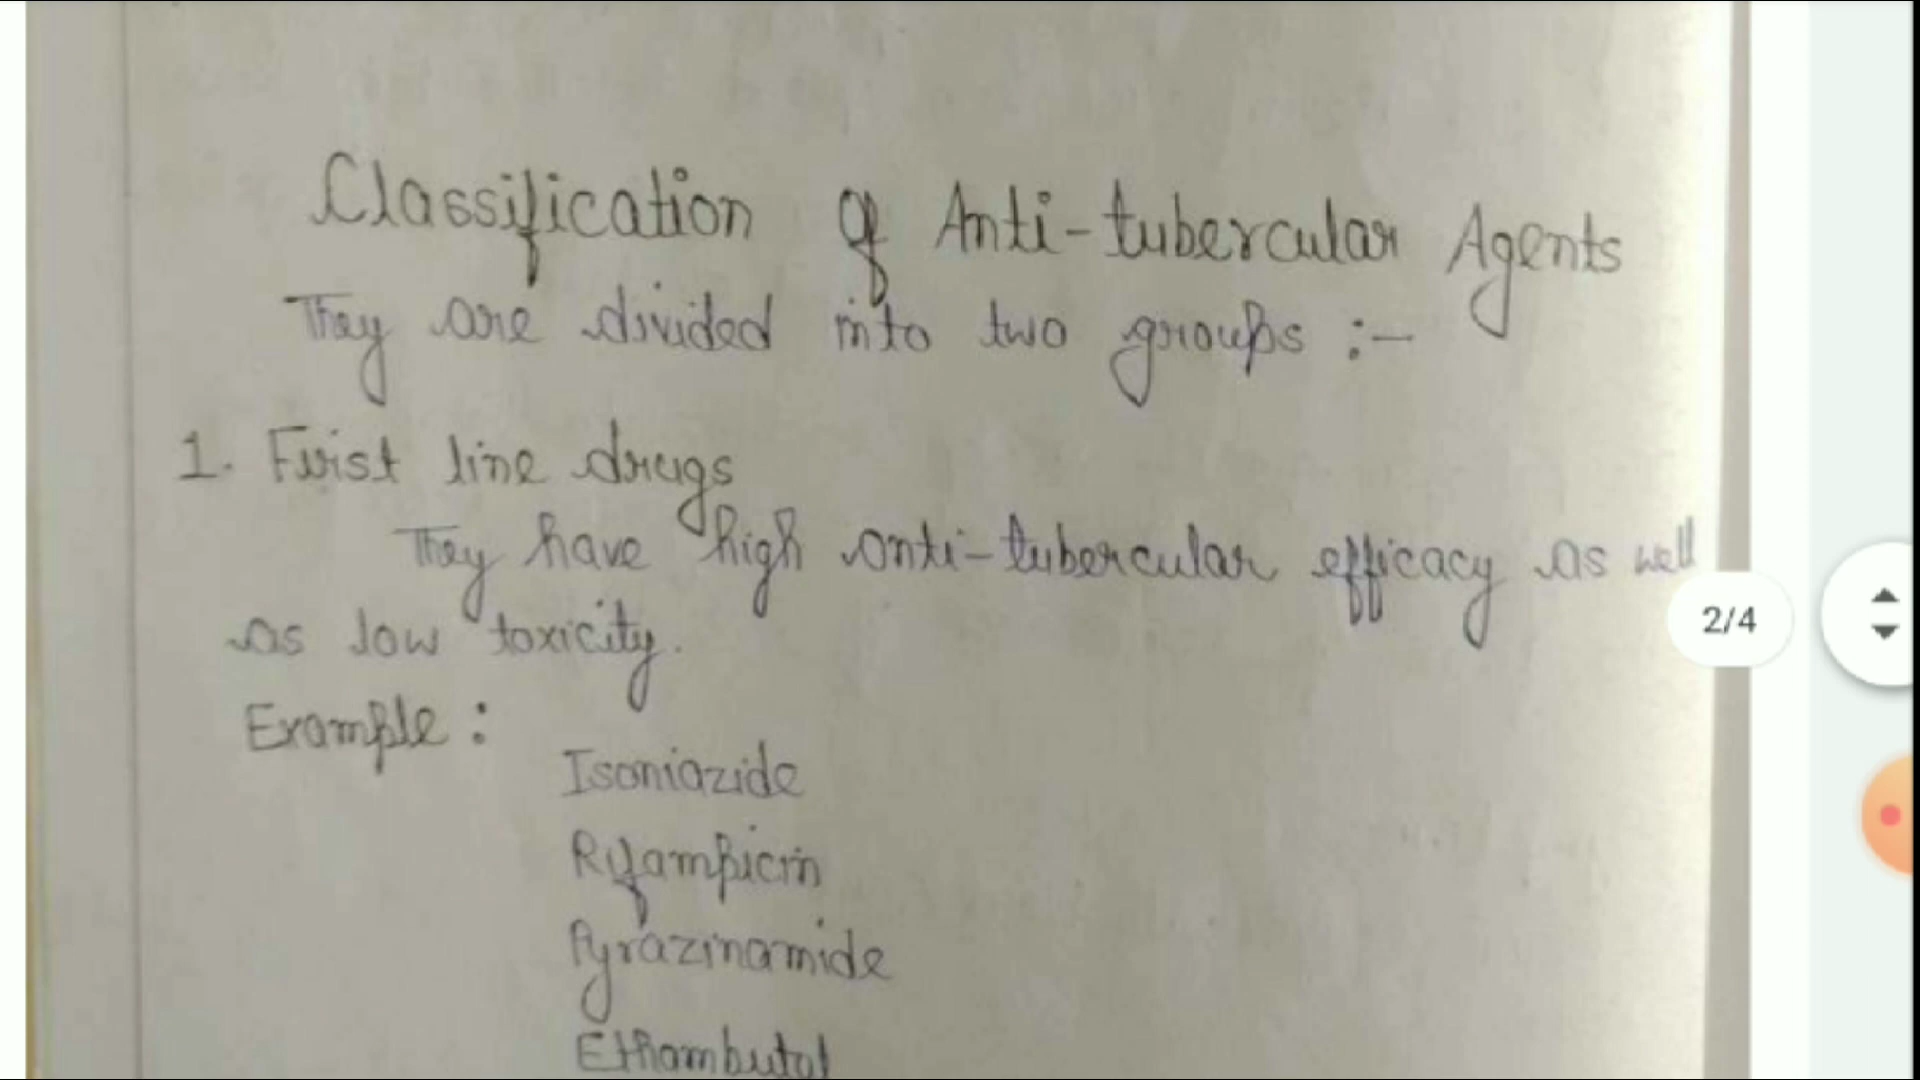 Classification of Anti-tubercular Agents
They are divided into two groups :-
1. First line drugs
They have high anti-tubercular efficacy as well
as low toxicity.
Example :
Isoniazide
Rifampicin
Pyrazinamide
Ethambutol
2/4